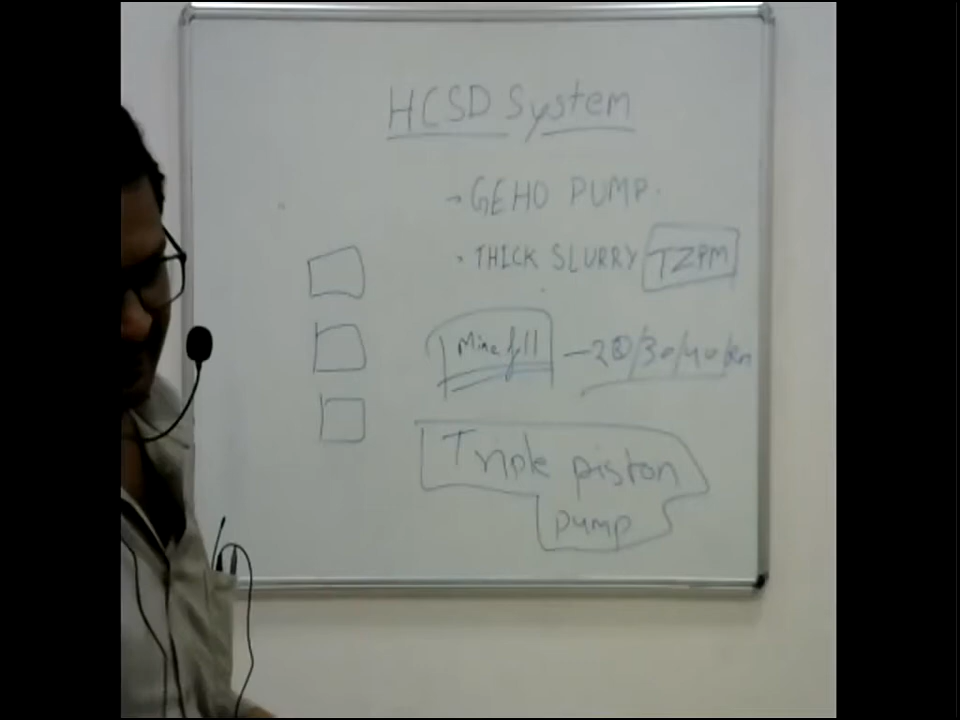 HCSD System
→ GEHO PUMP.
• THICK SLURRY TZPM
Mine fill – 20/30/40/km
Triple piston
pump